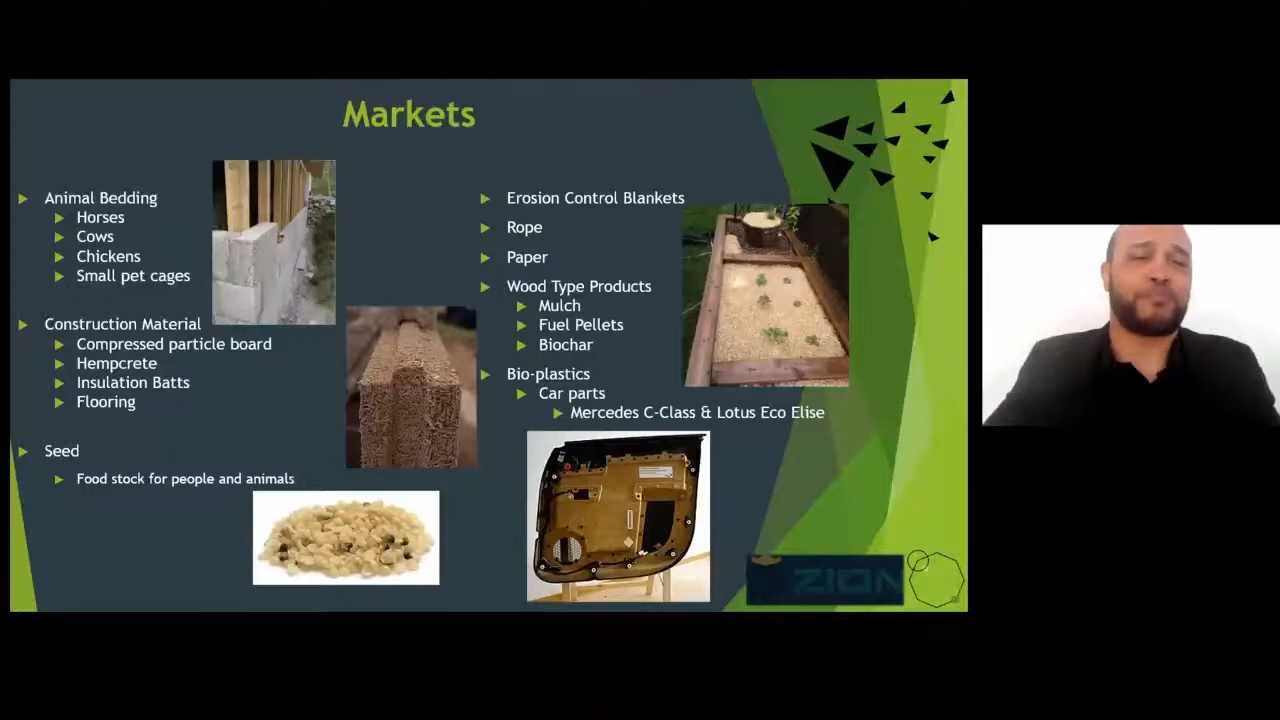 Markets
Animal Bedding
Horses
Cows
Chickens
Small pet cages
Construction Material
Compressed particle board
Hempcrete
Insulation Batts
Flooring
Seed
Food stock for people and animals
Erosion Control Blankets
Rope
Paper
Wood Type Products
Mulch
Fuel Pellets
Biochar
Bio-plastics
Car parts
Mercedes C-Class & Lotus Eco Elise
ZION